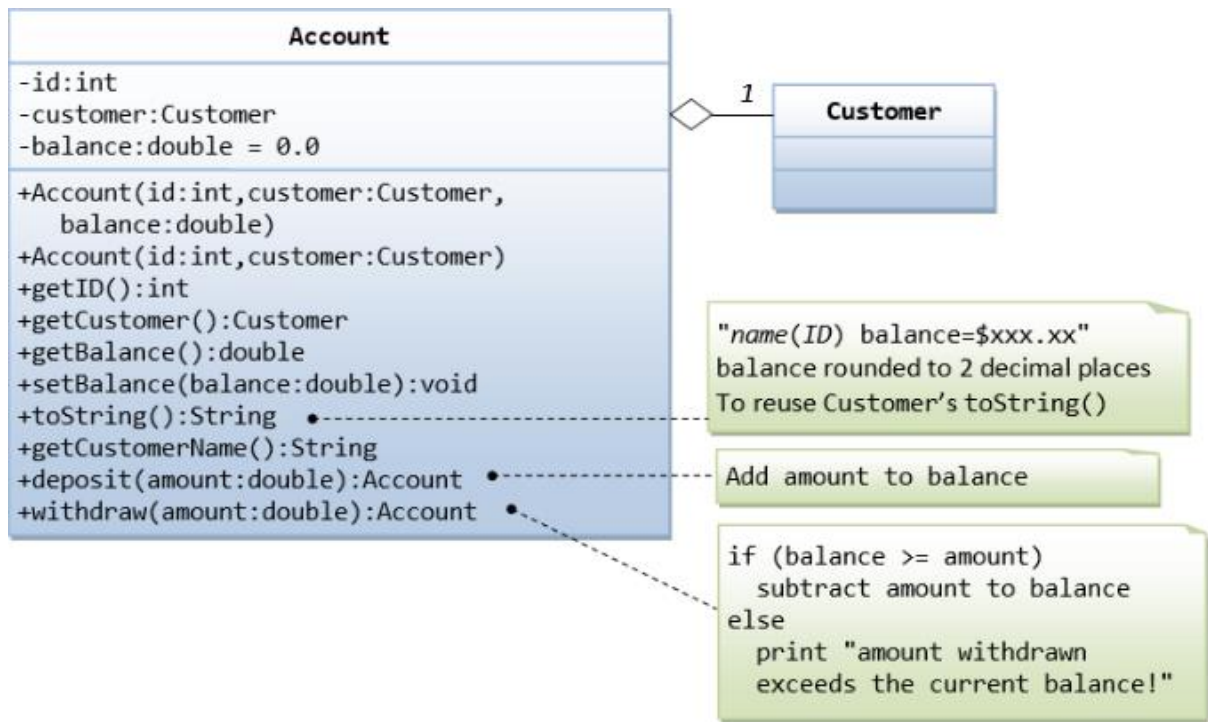 Account
-id:int
-customer:Customer
-balance:double = 0.0
+Account(id:int,customer:Customer,
balance:double)
+Account(id:int,customer:Customer)
+getID():int
+getCustomer():Customer
+getBalance():double
+setBalance(balance:double):void
+toString():String
+getCustomerName():String
+deposit(amount:double):Account
+withdraw(amount:double):Account
1
Customer
"name(ID) balance=$xxx.xx"
balance rounded to 2 decimal places
To reuse Customer’s toString()
Add amount to balance
if (balance >= amount)
subtract amount to balance
else
print "amount withdrawn
exceeds the current balance!"